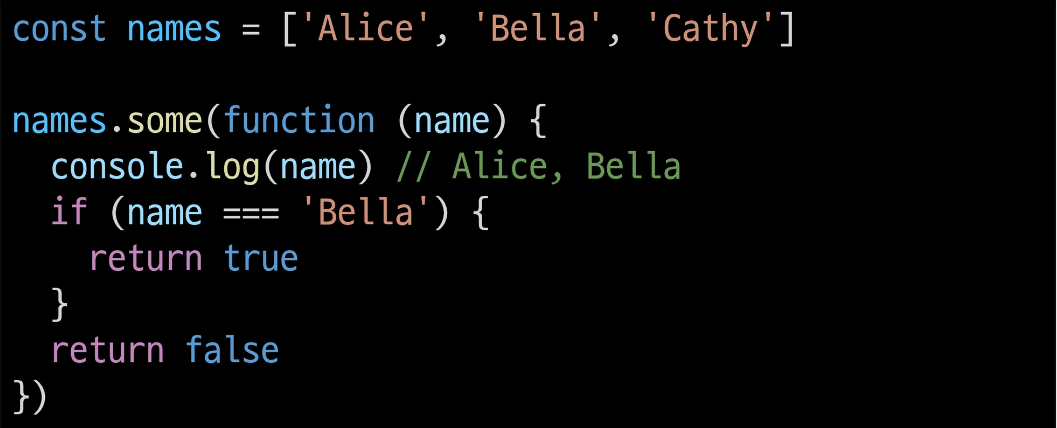 const names = ['Alice', 'Bella', 'Cathy']
names.some(function (name) {
  console.log(name) // Alice, Bella
  if (name === 'Bella') {
    return true
  }
  return false
})